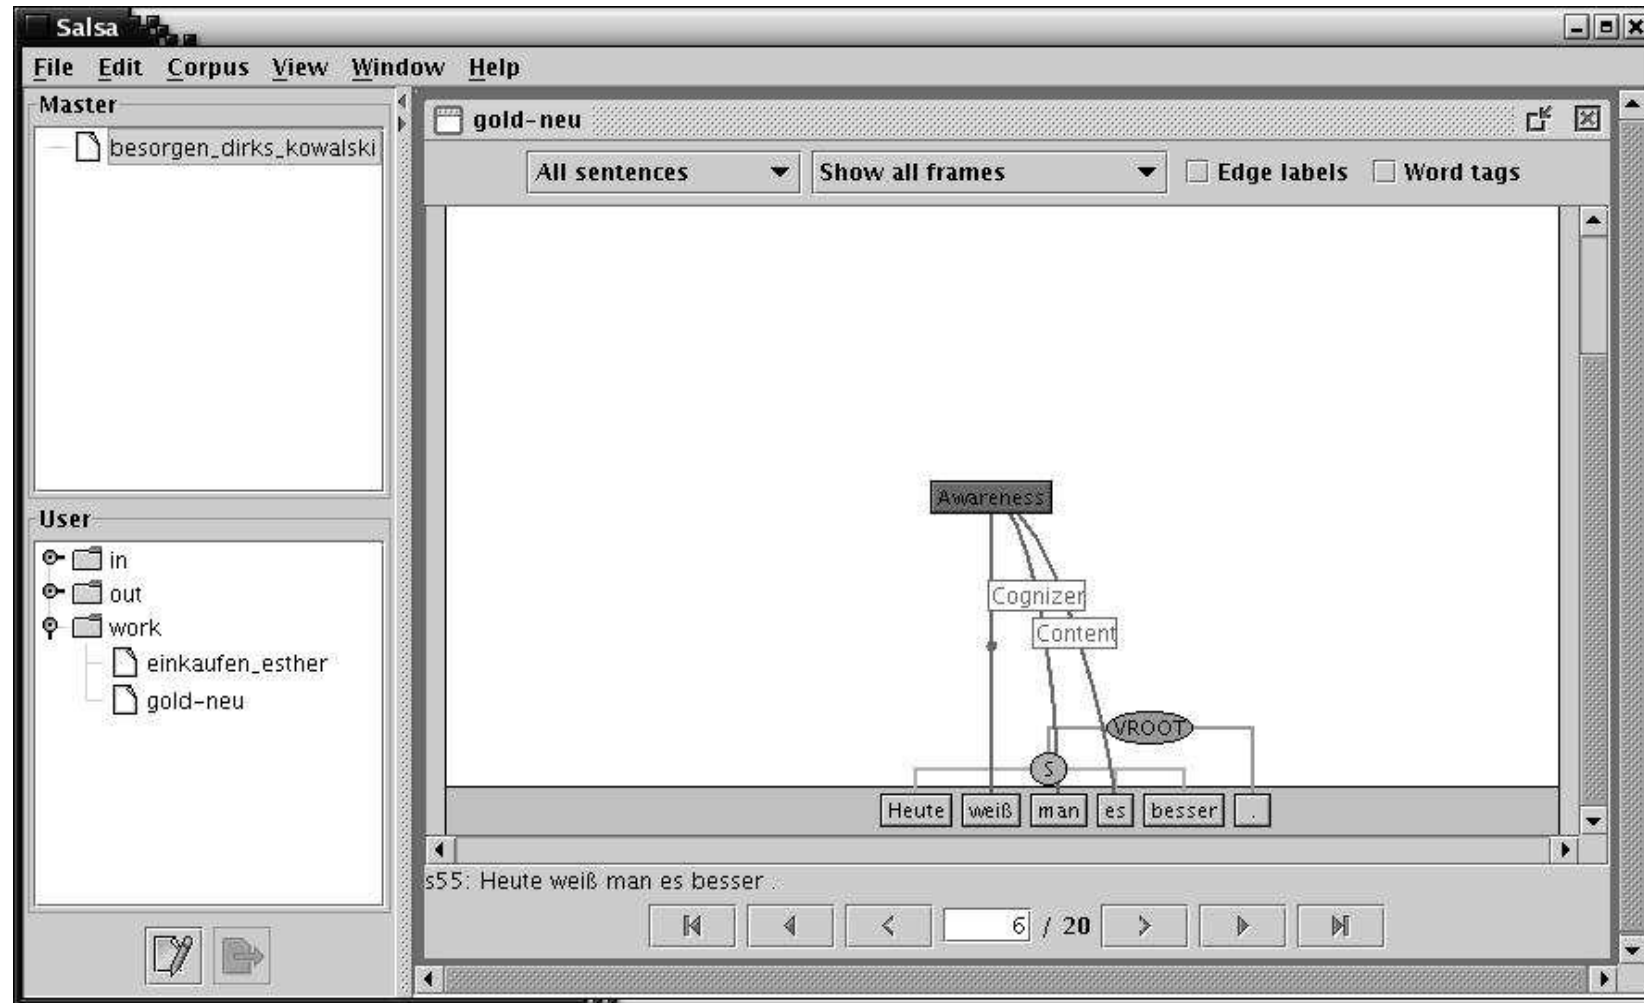 Salsa
File Edit Corpus View Window Help
Master
besorgen_dirks_kowalski
User
in
out
work
einkaufen_esther
gold-neu
gold-neu
All sentences Show all frames Edge labels Word tags
Awareness
Cognizer
Content
VROOT
S
Heute weiß man es besser .
s55: Heute weiß man es besser .
6 / 20